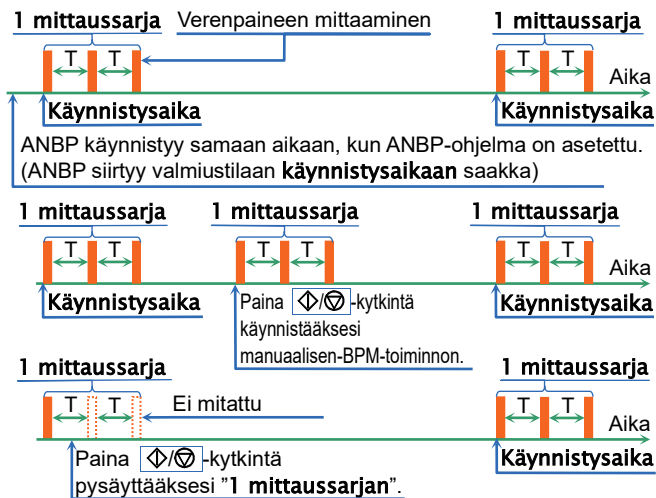 1 mittaussarja Verenpaineen mittaaminen 1 mittaussarja
T T T T
Aika
Käynnistysaika Käynnistysaika
ANBP käynnistyy samaan aikaan, kun ANBP-ohjelma on asetettu.
(ANBP siirtyy valmiustilaan käynnistysaikaan saakka)
1 mittaussarja 1 mittaussarja 1 mittaussarja
T T T T T T
Aika
Käynnistysaika Käynnistysaika
Paina / -kytkintä
käynnistääksesi
manuaalisen-BPM-toiminnon.
1 mittaussarja 1 mittaussarja
T T Ei mitattu T T
Aika
Käynnistysaika
Paina / -kytkintä
pysäyttääksesi ”1 mittaussarjan”.